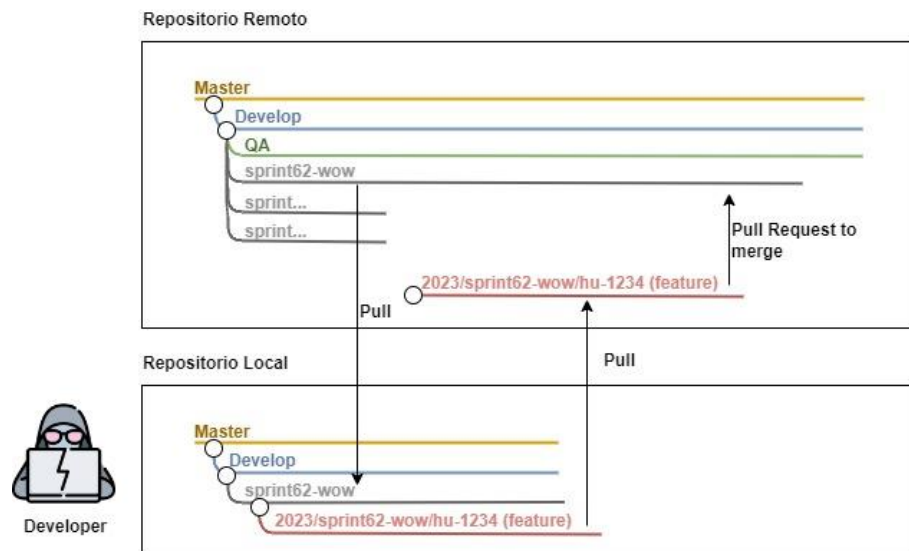 Repositorio Remoto
Master
Develop
QA
sprint62-wow
sprint...
sprint...
Pull Request to
merge
2023/sprint62-wow/hu-1234 (feature)
Pull
Pull
Repositorio Local
Master
Develop
sprint62-wow
2023/sprint62-wow/hu-1234 (feature)
Developer